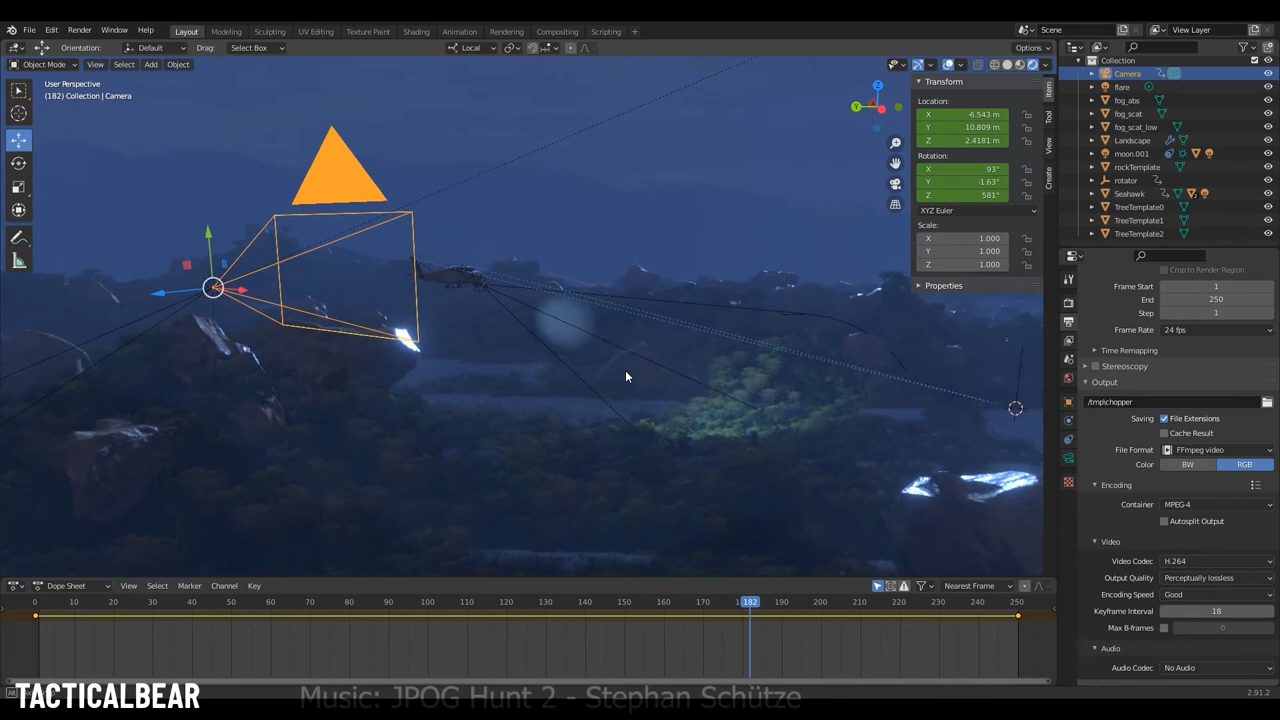 File Edit Render Window Help Layout Modeling Sculpting UV Editing Texture Paint Shading Animation Rendering Compositing Scripting + Scene View Layer
Orientation: Default Drag: Select Box Local Options
Object Mode View Select Add Object
User Perspective
(182) Collection | Camera
Transform
Location:
X -6.543 m
Y 10.809 m
Z 2.4181 m
Rotation:
X 93°
Y -1.63°
Z 581°
XYZ Euler
Scale:
X 1.000
Y 1.000
Z 1.000
Properties
Item
Tool
View
Create
Collection
Camera
flare
fog_abs
fog_scat
fog_scat_low
Landscape
moon.001
rockTemplate
rotator
Seahawk
TreeTemplate0
TreeTemplate1
TreeTemplate2
Crop to Render Region
Frame Start 1
End 250
Step 1
Frame Rate 24 fps
Time Remapping
Stereoscopy
Output
/tmp\chopper
Saving File Extensions
Cache Result
File Format FFmpeg video
Color BW RGB
Encoding
Container MPEG-4
Autosplit Output
Video
Video Codec H.264
Output Quality Perceptually lossless
Encoding Speed Good
Keyframe Interval 18
Max B-frames 0
Audio
Audio Codec No Audio
Dope Sheet View Select Marker Channel Key Nearest Frame
0 10 20 30 40 50 60 70 80 90 100 110 120 130 140 150 160 170 182 190 200 210 220 230 240 250
TACTICALBEAR
Music: JPOG Hunt 2 - Stephan Schütze
2.91.2